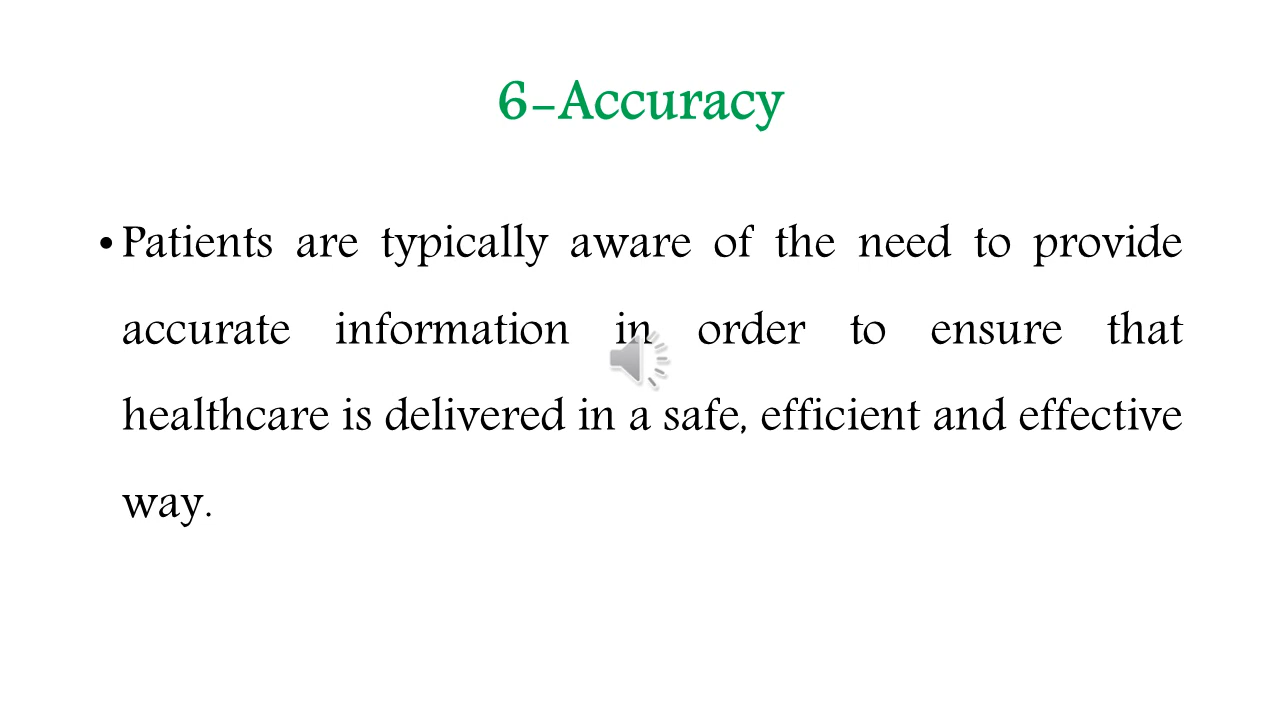 6-Accuracy
• Patients are typically aware of the need to provide
accurate information in order to ensure that
healthcare is delivered in a safe, efficient and effective
way.